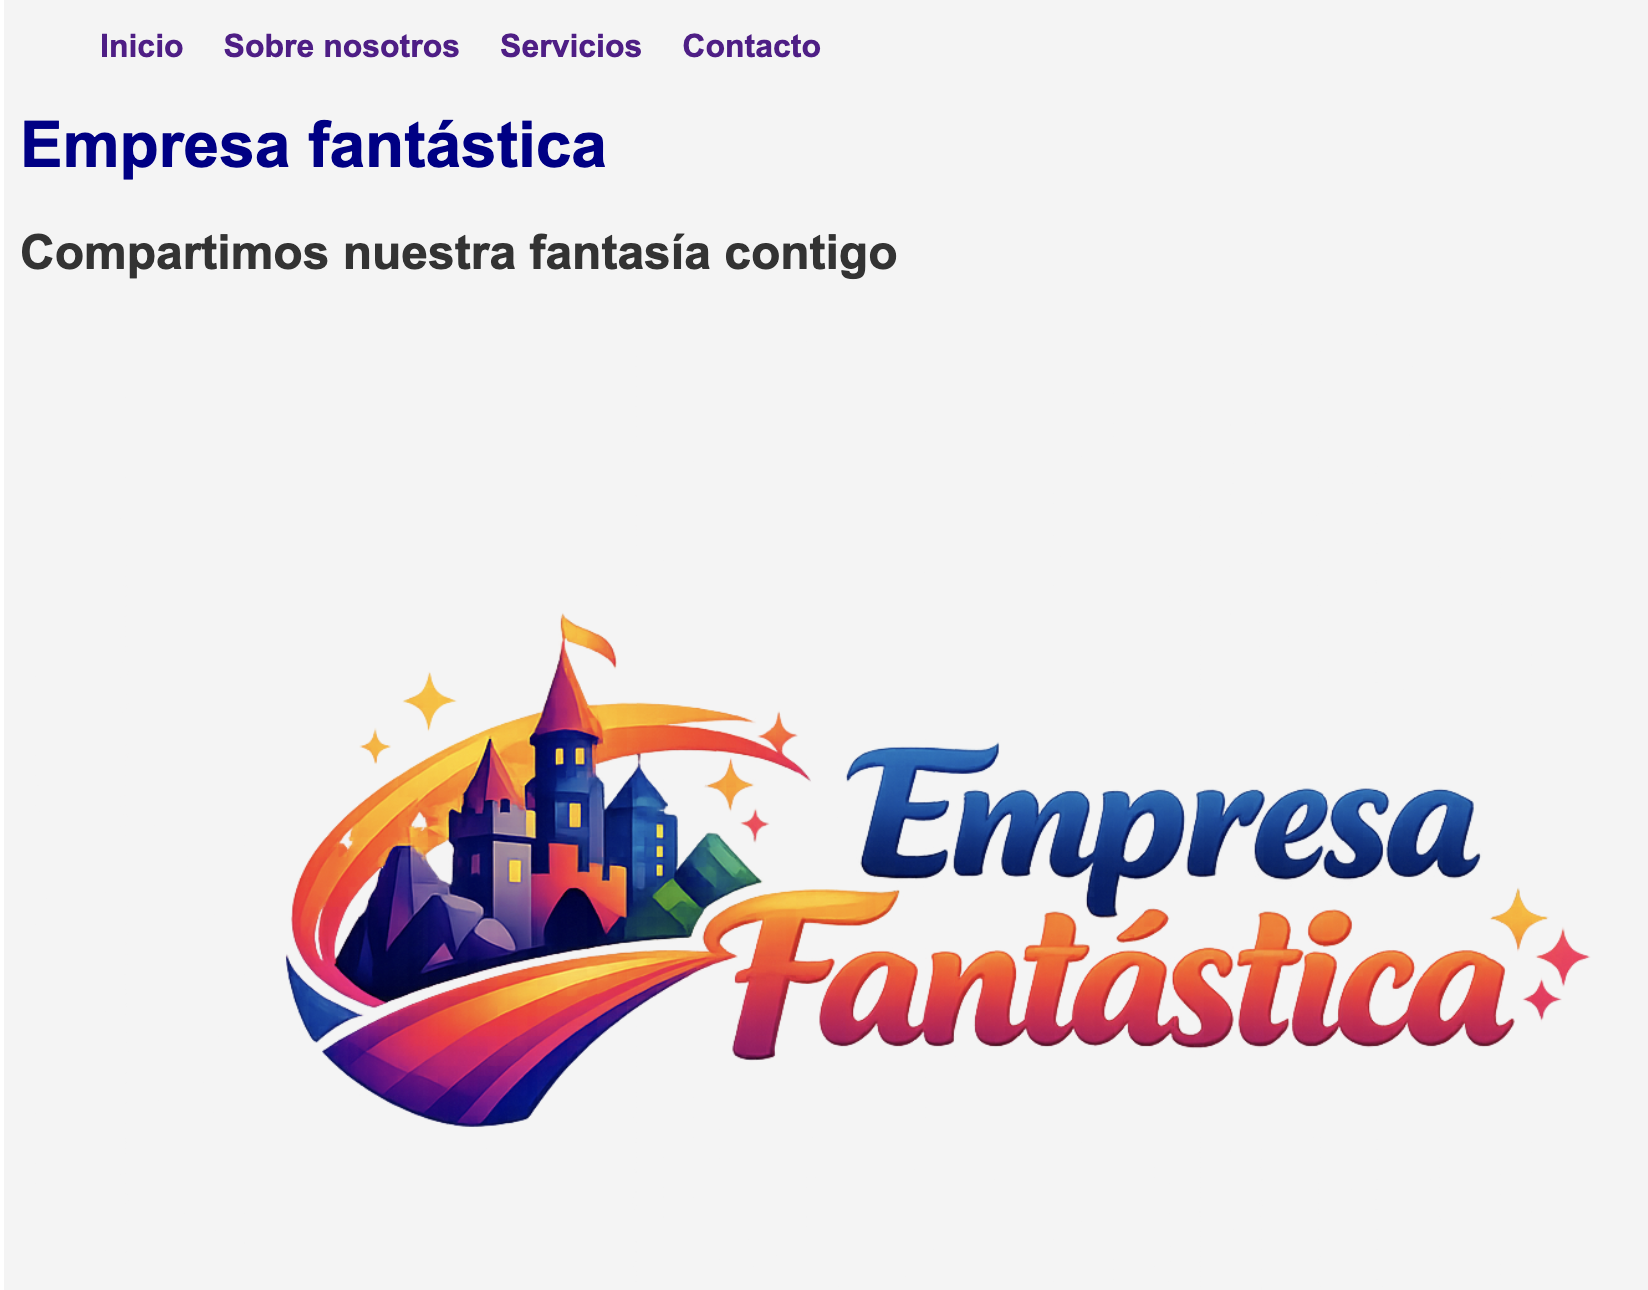 Inicio Sobre nosotros Servicios Contacto
Empresa fantástica
Compartimos nuestra fantasía contigo
Empresa
Fantástica